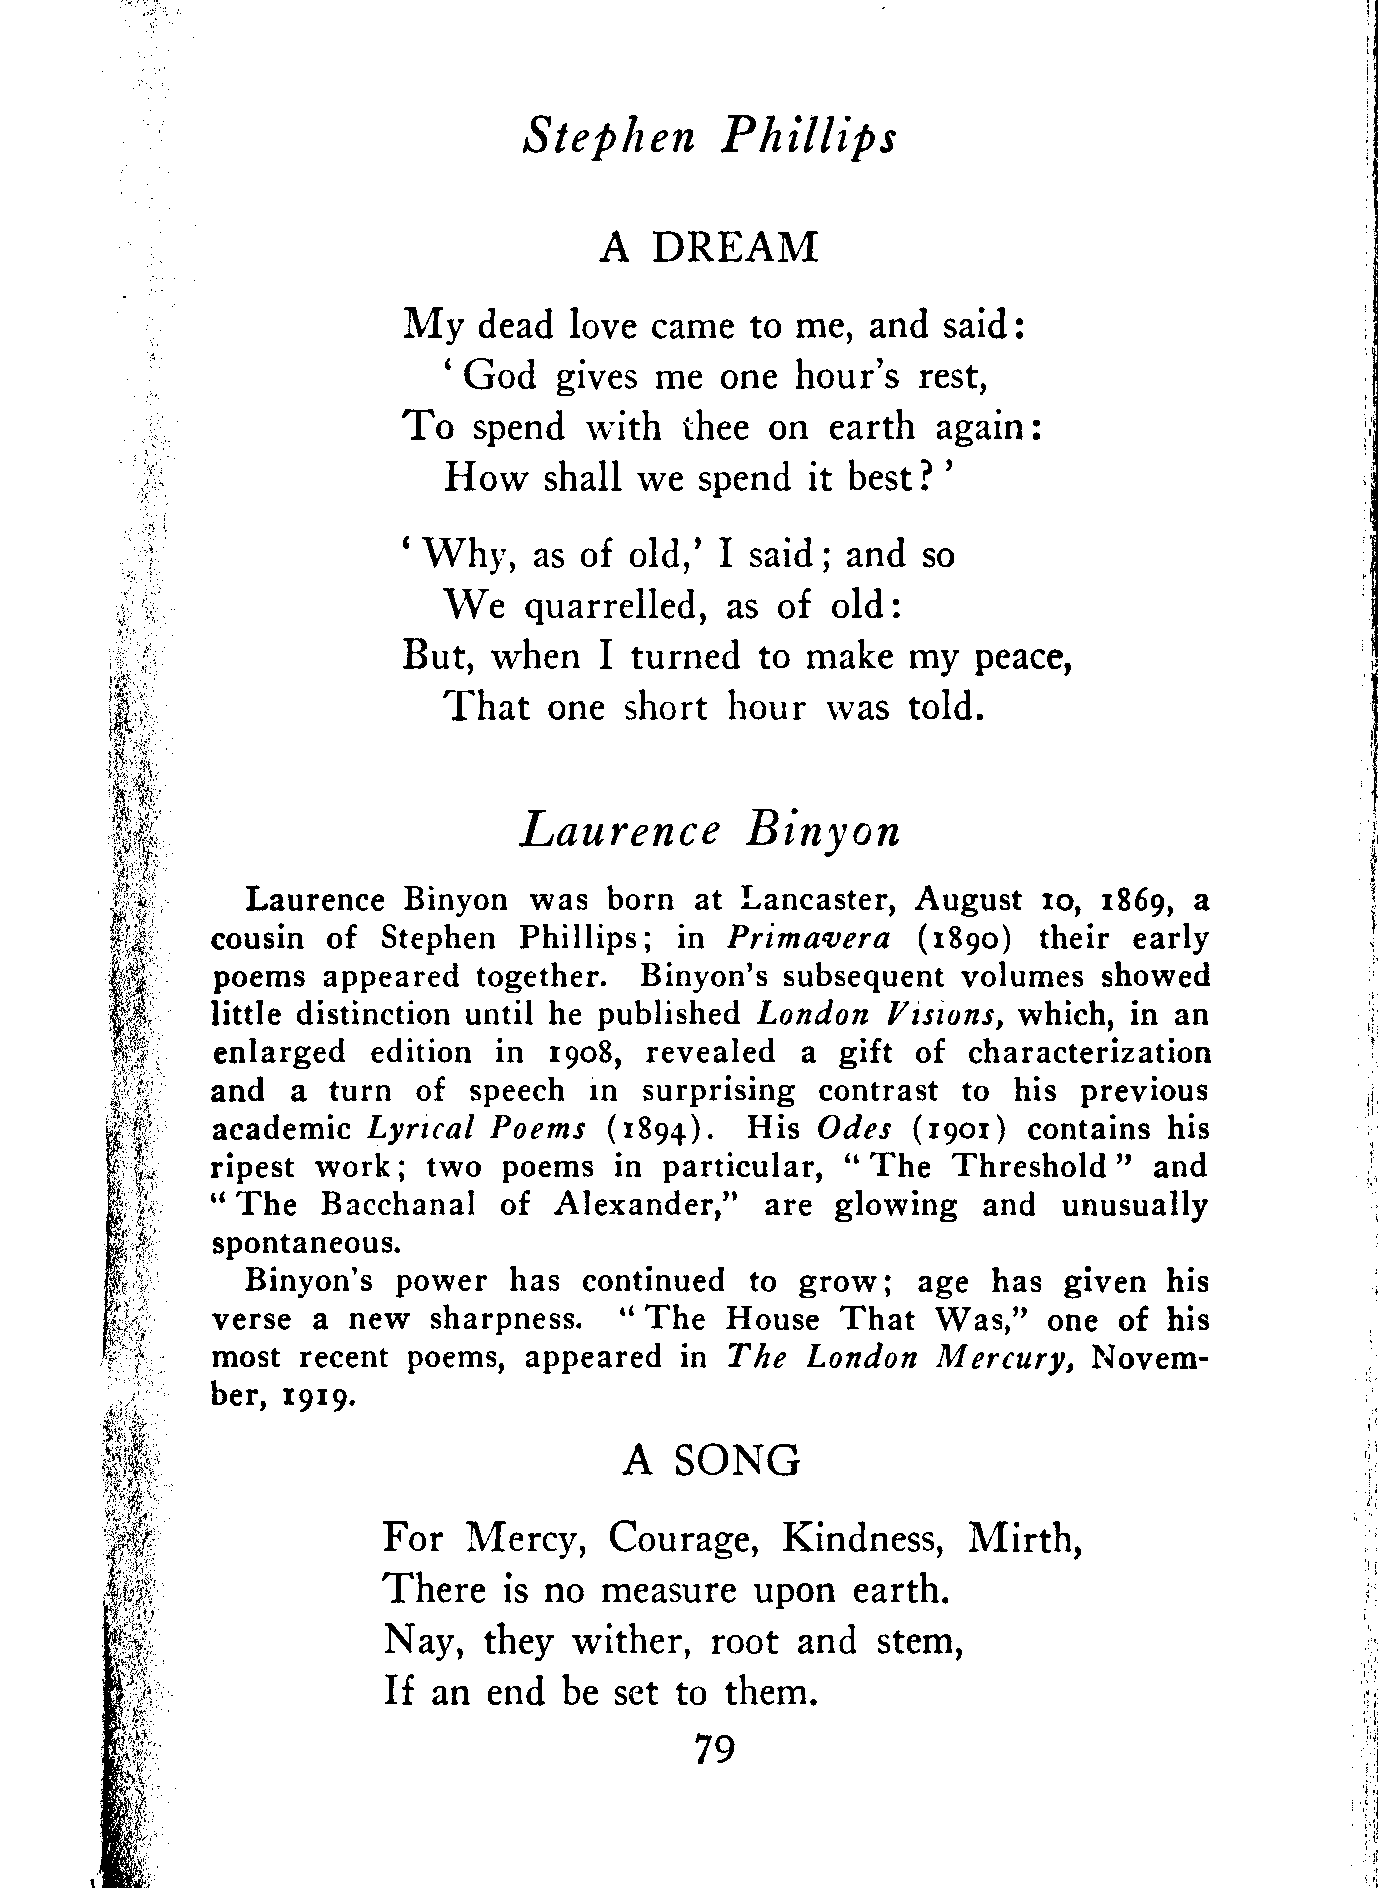 Stephen Phillips
A DREAM
My dead love came to me, and said:
‘God gives me one hour's rest,
To spend with thee on earth again:
How shall we spend it best?’
‘Why, as of old,’ I said; and so
We quarrelled, as of old:
But, when I turned to make my peace,
That one short hour was told.
Laurence Binyon
Laurence Binyon was born at Lancaster, August 10, 1869, a
cousin of Stephen Phillips; in Primavera (1890) their early
poems appeared together. Binyon's subsequent volumes showed
little distinction until he published London Visions, which, in an
enlarged edition in 1908, revealed a gift of characterization
and a turn of speech in surprising contrast to his previous
academic Lyrical Poems (1894). His Odes (1901) contains his
ripest work; two poems in particular, “The Threshold” and
“The Bacchanal of Alexander,” are glowing and unusually
spontaneous.
Binyon's power has continued to grow; age has given his
verse a new sharpness. “The House That Was,” one of his
most recent poems, appeared in The London Mercury, Novem-
ber, 1919.
A SONG
For Mercy, Courage, Kindness, Mirth,
There is no measure upon earth.
Nay, they wither, root and stem,
If an end be set to them.
79